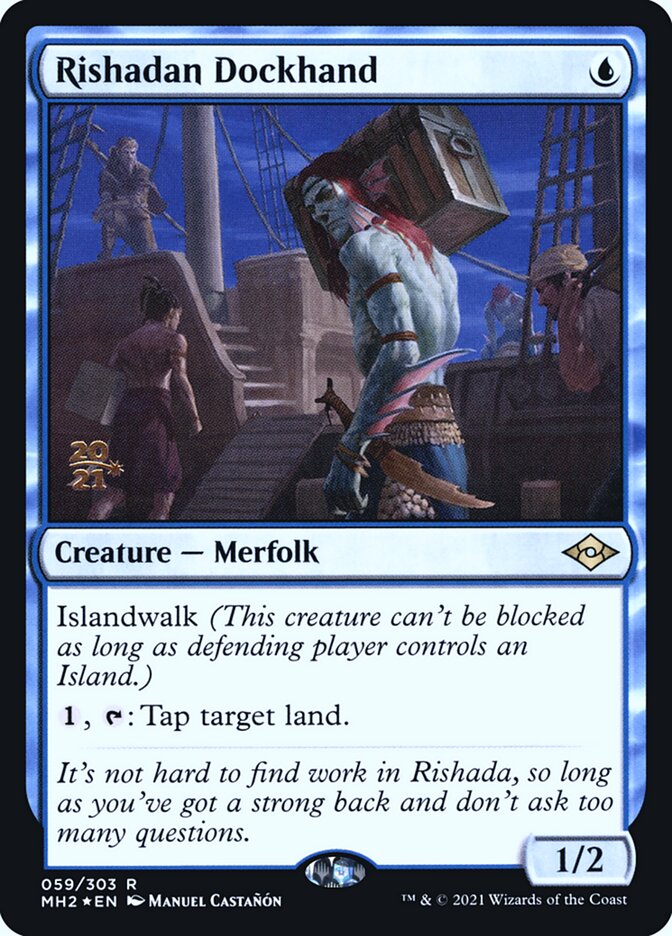 Rishadan Dockhand
20
21
Creature — Merfolk
Islandwalk (This creature can't be blocked
as long as defending player controls an
Island.)
1, : Tap target land.
It's not hard to find work in Rishada, so long
as you've got a strong back and don't ask too
many questions.
1/2
059/303 R
MH2 ★ EN Manuel Castañón
™ & © 2021 Wizards of the Coast